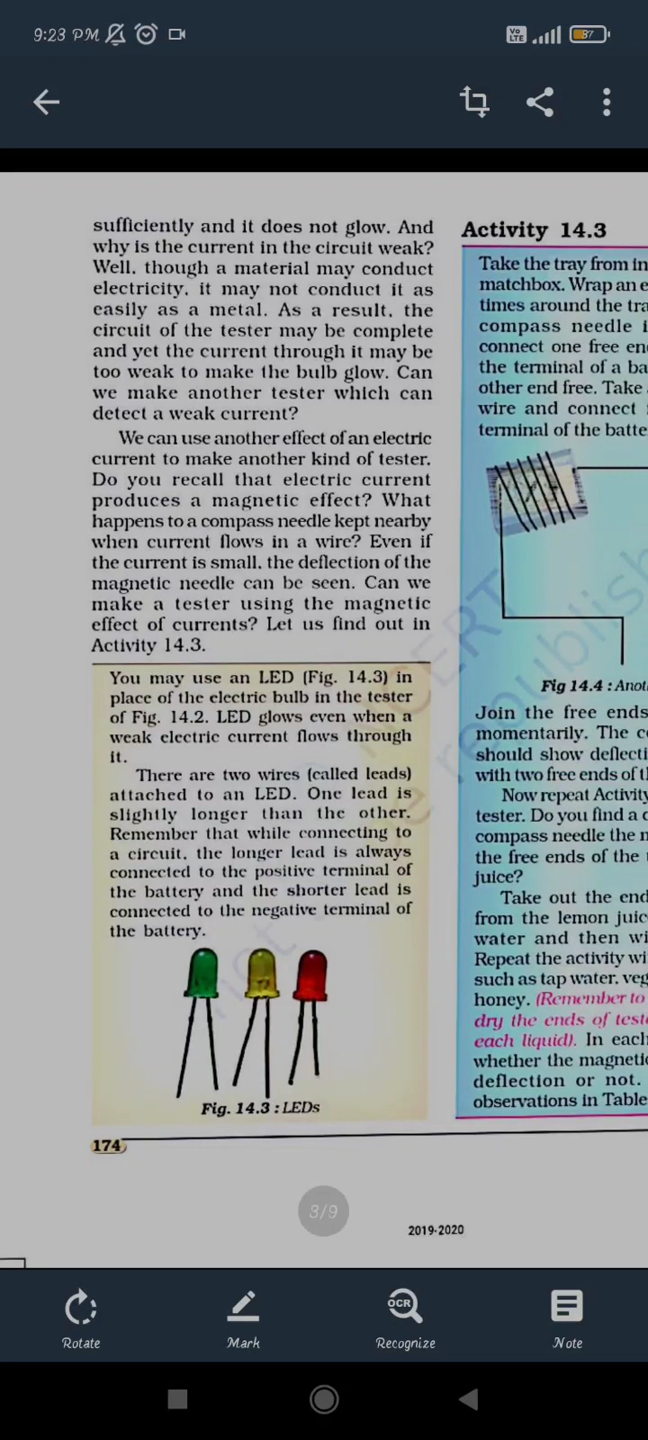 9:23 PM
Vo
LTE
37
sufficiently and it does not glow. And
why is the current in the circuit weak?
Well, though a material may conduct
electricity, it may not conduct it as
easily as a metal. As a result, the
circuit of the tester may be complete
and yet the current through it may be
too weak to make the bulb glow. Can
we make another tester which can
detect a weak current?
We can use another effect of an electric
current to make another kind of tester.
Do you recall that electric current
produces a magnetic effect? What
happens to a compass needle kept nearby
when current flows in a wire? Even if
the current is small, the deflection of the
magnetic needle can be seen. Can we
make a tester using the magnetic
effect of currents? Let us find out in
Activity 14.3.
You may use an LED (Fig. 14.3) in
place of the electric bulb in the tester
of Fig. 14.2. LED glows even when a
weak electric current flows through
it.
There are two wires (called leads)
attached to an LED. One lead is
slightly longer than the other.
Remember that while connecting to
a circuit, the longer lead is always
connected to the positive terminal of
the battery and the shorter lead is
connected to the negative terminal of
the battery.
Fig. 14.3 : LEDs
174
Activity 14.3
Take the tray from in
matchbox. Wrap an e
times around the tra
compass needle i
connect one free en
the terminal of a ba
other end free. Take
wire and connect
terminal of the batte
Fig 14.4 : Anot
Join the free ends
momentarily. The c
should show deflecti
with two free ends of t
Now repeat Activity
tester. Do you find a d
compass needle the m
the free ends of the
juice?
Take out the end
from the lemon juic
water and then wi
Repeat the activity wi
such as tap water, veg
honey. (Remember to
dry the ends of test
each liquid). In each
whether the magneti
deflection or not.
observations in Table
NCERT
not
republish
3/9
2019-2020
Rotate
Mark
OCR
Recognize
Note